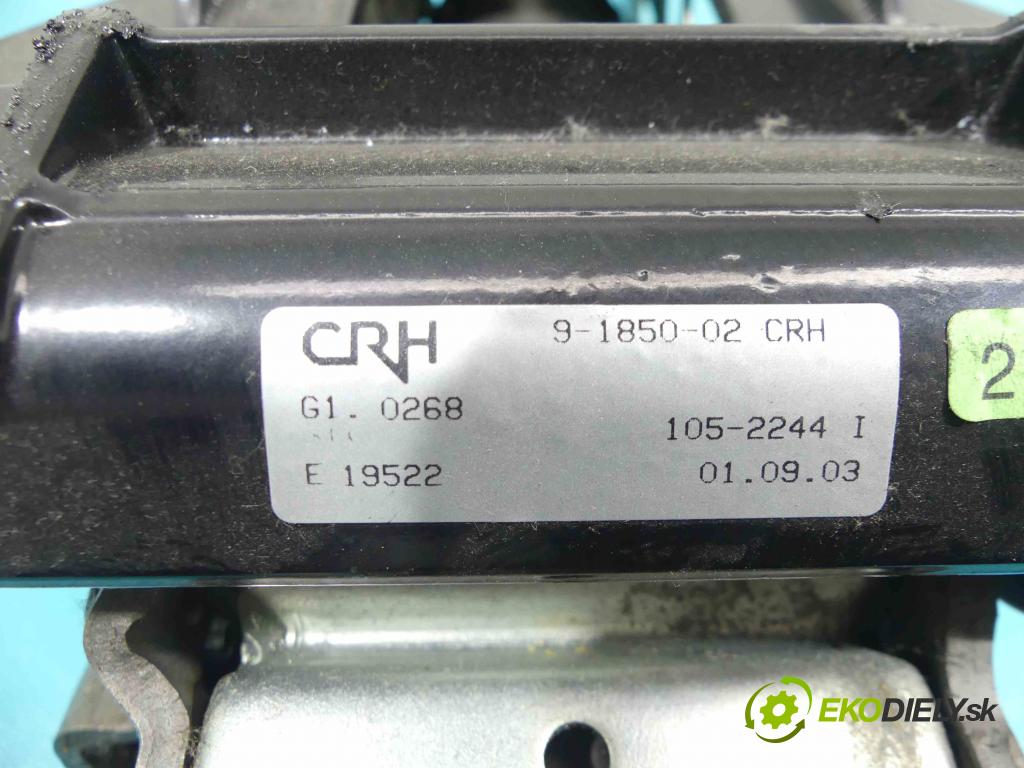 CRH 9-1850-02 CRH
G1. 0268
105-2244 I
E 19522 01.09.03
2
EKODIELY.sk